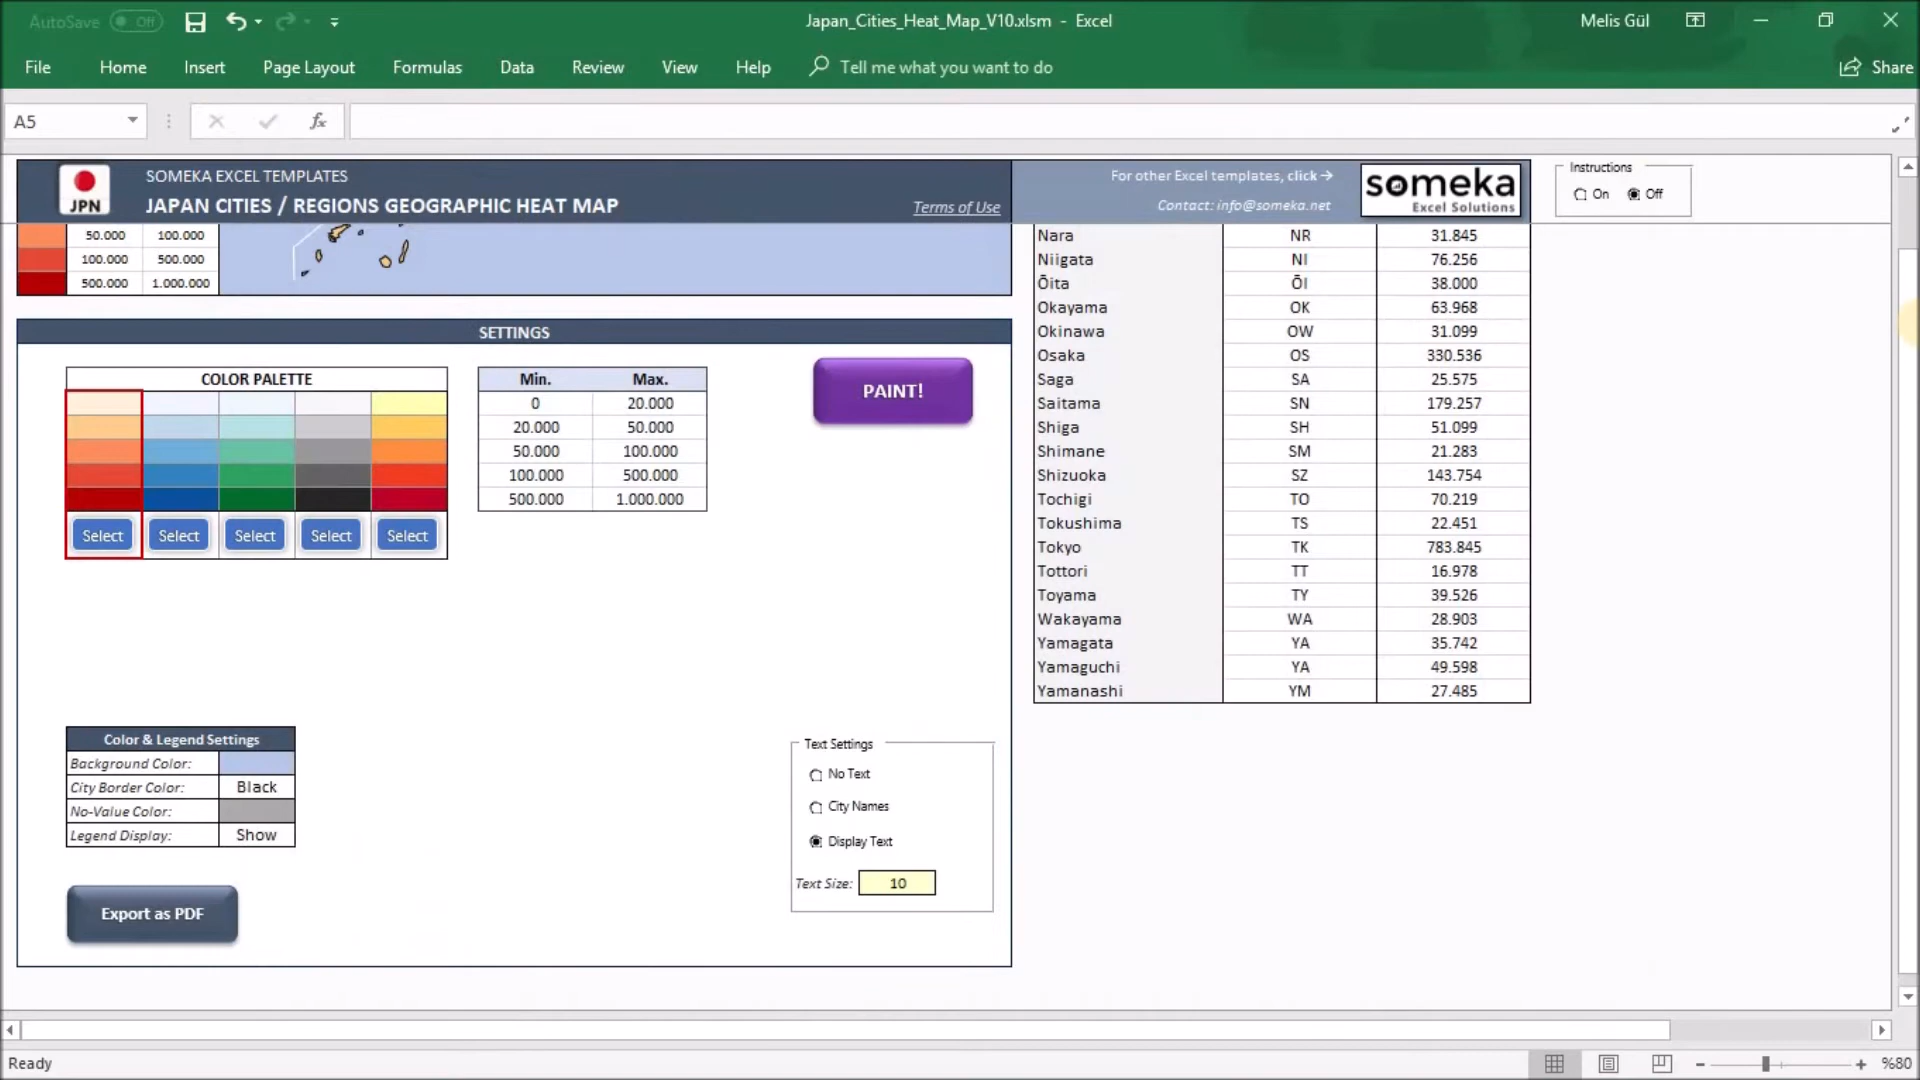 AutoSave Off
Japan_Cities_Heat_Map_V10.xlsm - Excel
Melis Gül
File Home Insert Page Layout Formulas Data Review View Help Tell me what you want to do Share
A5 fx
JPN
SOMEKA EXCEL TEMPLATES
JAPAN CITIES / REGIONS GEOGRAPHIC HEAT MAP
Terms of Use
For other Excel templates, click →
Contact: info@someka.net
someka
Excel Solutions
Instructions
On Off
50.000 100.000
100.000 500.000
500.000 1.000.000
SETTINGS
COLOR PALETTE
Select Select Select Select Select
Min. Max.
0 20.000
20.000 50.000
50.000 100.000
100.000 500.000
500.000 1.000.000
PAINT!
Color & Legend Settings
Background Color:
City Border Color: Black
No-Value Color:
Legend Display: Show
Export as PDF
Text Settings
No Text
City Names
Display Text
Text Size: 10
Nara NR 31.845
Niigata NI 76.256
Ōita ŌI 38.000
Okayama OK 63.968
Okinawa OW 31.099
Osaka OS 330.536
Saga SA 25.575
Saitama SN 179.257
Shiga SH 51.099
Shimane SM 21.283
Shizuoka SZ 143.754
Tochigi TO 70.219
Tokushima TS 22.451
Tokyo TK 783.845
Tottori TT 16.978
Toyama TY 39.526
Wakayama WA 28.903
Yamagata YA 35.742
Yamaguchi YA 49.598
Yamanashi YM 27.485
Ready
%80